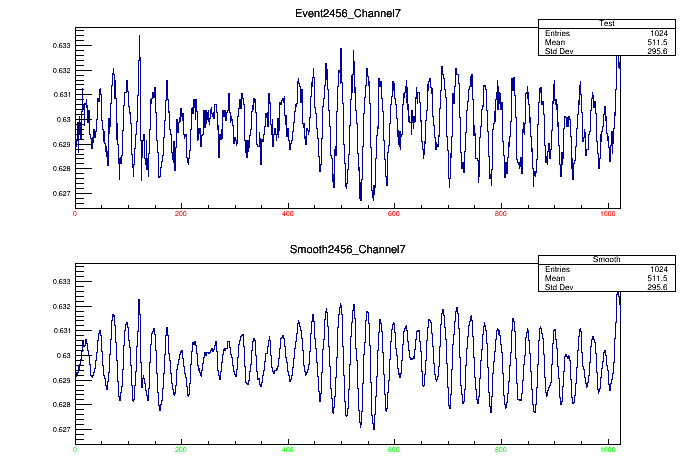 Event2456_Channel7
Test
Entries 1024
Mean 511.5
Std Dev 295.6
0.633
0.632
0.631
0.63
0.629
0.628
0.627
0 200 400 600 800 1000
Smooth2456_Channel7
Smooth
Entries 1024
Mean 511.5
Std Dev 295.6
0.633
0.632
0.631
0.63
0.629
0.628
0.627
0 200 400 600 800 1000